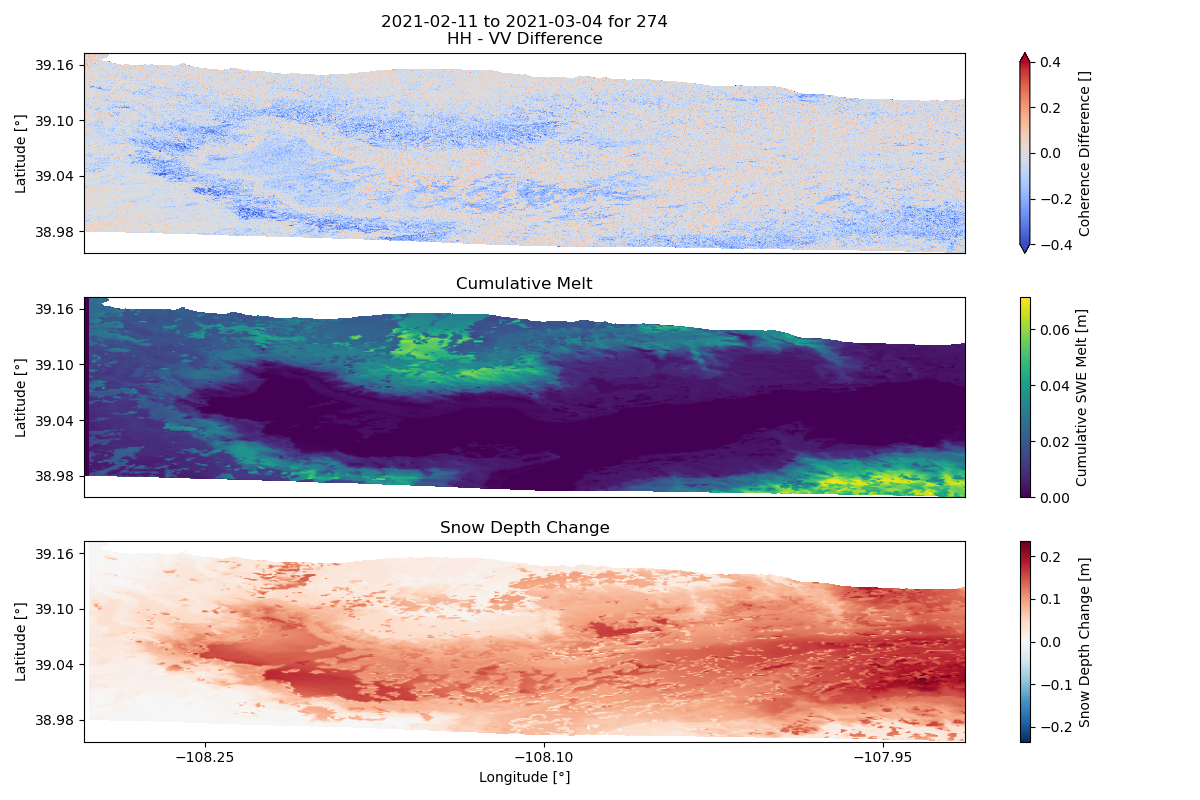 2021-02-11 to 2021-03-04 for 274
HH - VV Difference
39.16
39.10
39.04
38.98
Latitude [°]
0.4
0.2
0.0
−0.2
−0.4
Coherence Difference []
Cumulative Melt
39.16
39.10
39.04
38.98
Latitude [°]
0.06
0.04
0.02
0.00
Cumulative SWE Melt [m]
Snow Depth Change
39.16
39.10
39.04
38.98
Latitude [°]
0.2
0.1
0.0
−0.1
−0.2
Snow Depth Change [m]
−108.25 −108.10 −107.95
Longitude [°]